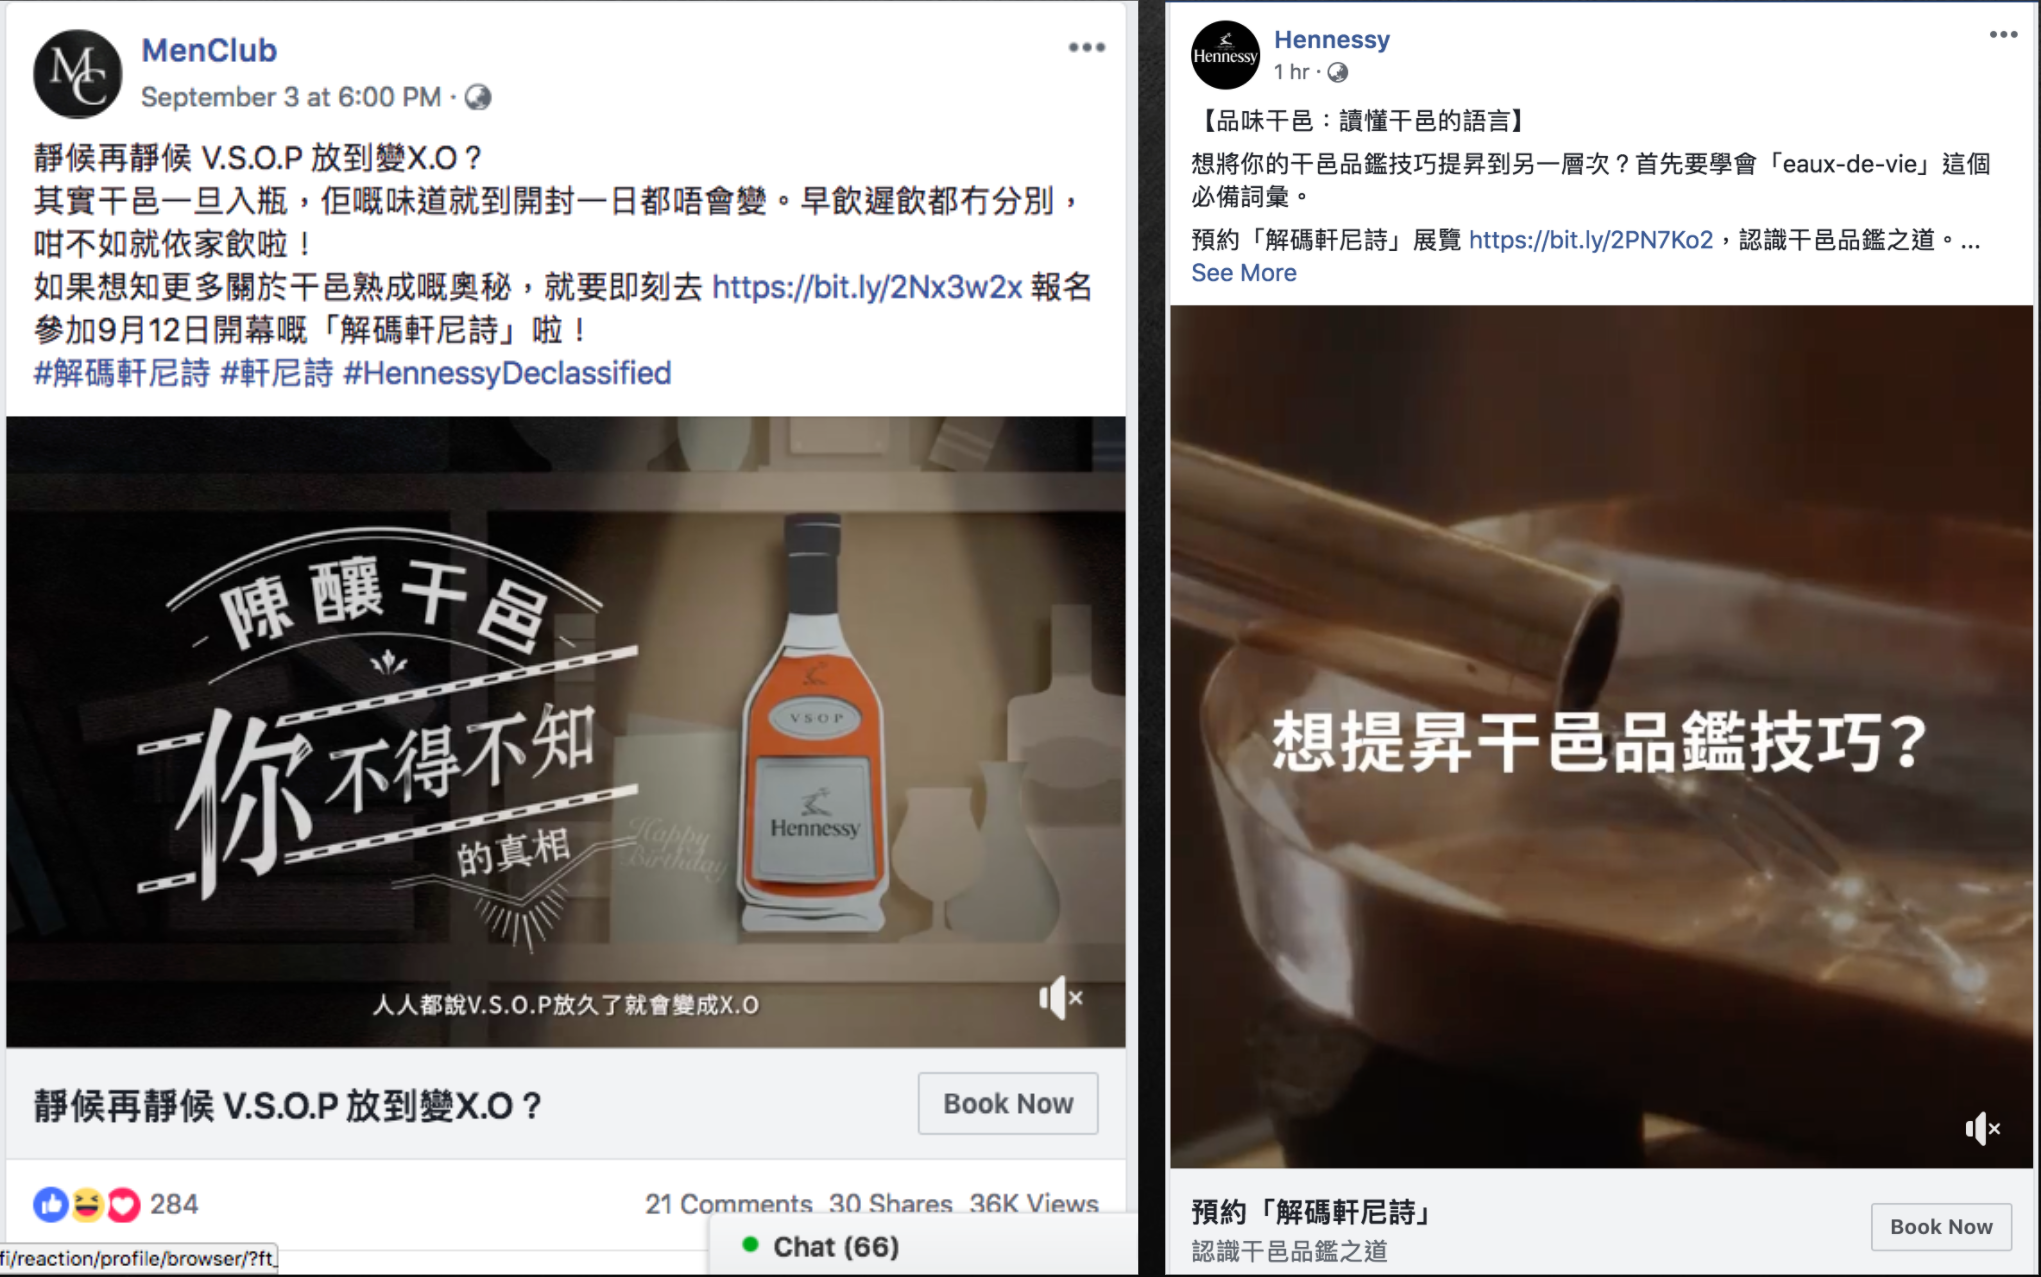 MC
MenClub
September 3 at 6:00 PM ·
靜候再靜候 V.S.O.P 放到變X.O？
其實干邑一旦入瓶，佢嘅味道就到開封一日都唔會變。早飲遲飲都冇分別，
咁不如就依家飲啦！
如果想知更多關於干邑熟成嘅奧秘，就要即刻去 https://bit.ly/2Nx3w2x 報名
參加9月12日開幕嘅「解碼軒尼詩」啦！
#解碼軒尼詩 #軒尼詩 #HennessyDeclassified
陳釀干邑
你不得不知
的真相
Happy
Birthday
VSOP
Hennessy
人人都說V.S.O.P放久了就會變成X.O
靜候再靜候 V.S.O.P 放到變X.O？
Book Now
284
21 Comments 30 Shares 36K Views
Chat (66)
fi/reaction/profile/browser/?ft_
Hennessy
Hennessy
1 hr ·
【品味干邑：讀懂干邑的語言】
想將你的干邑品鑑技巧提昇到另一層次？首先要學會「eaux-de-vie」這個
必備詞彙。
預約「解碼軒尼詩」展覽 https://bit.ly/2PN7Ko2，認識干邑品鑑之道。...
See More
想提昇干邑品鑑技巧？
預約「解碼軒尼詩」
認識干邑品鑑之道
Book Now